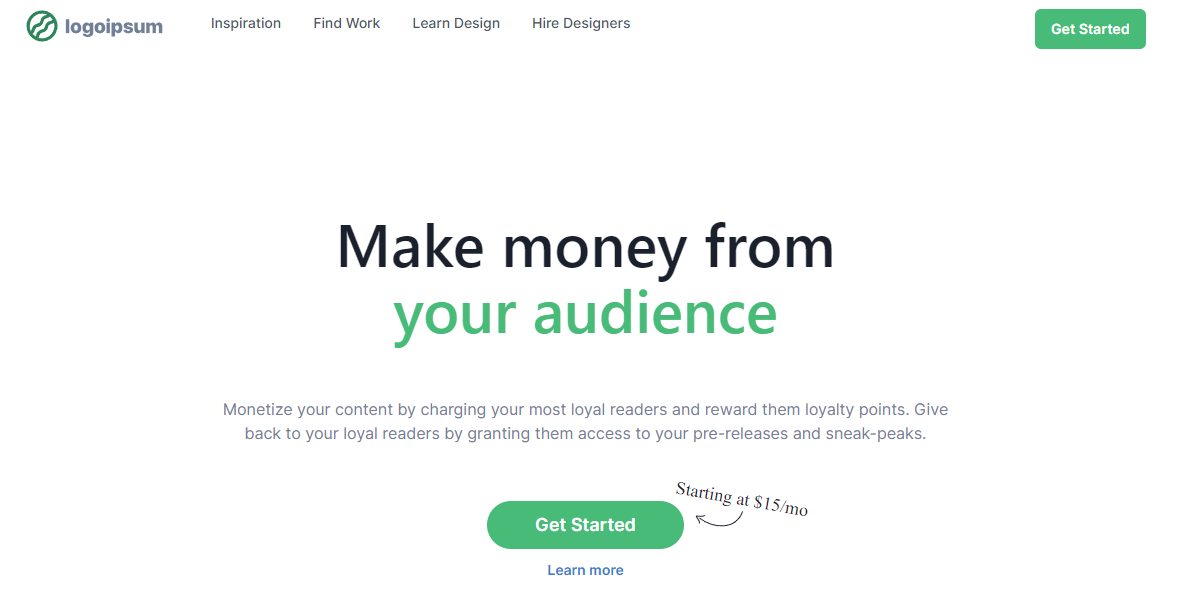 logoipsum
Inspiration
Find Work
Learn Design
Hire Designers
Get Started
Make money from
your audience
Monetize your content by charging your most loyal readers and reward them loyalty points. Give
back to your loyal readers by granting them access to your pre-releases and sneak-peaks.
Starting at $15/mo
Get Started
Learn more